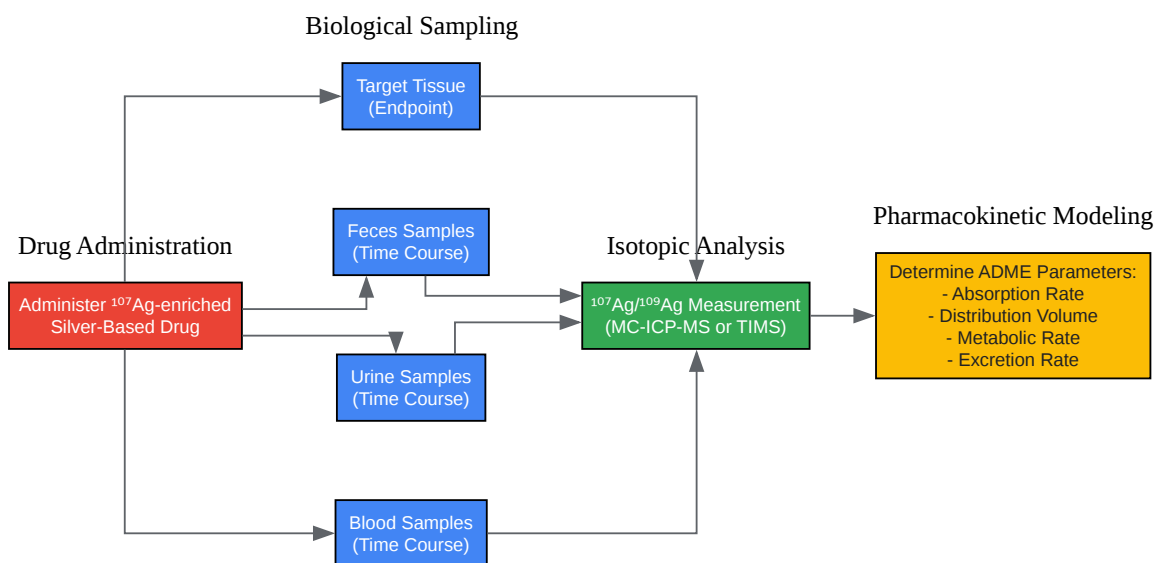 Biological Sampling
Target Tissue
(Endpoint)
Drug Administration
Administer ¹⁰⁷Ag-enriched
Silver-Based Drug
Feces Samples
(Time Course)
Urine Samples
(Time Course)
Blood Samples
(Time Course)
Isotopic Analysis
¹⁰⁷Ag/¹⁰⁹Ag Measurement
(MC-ICP-MS or TIMS)
Pharmacokinetic Modeling
Determine ADME Parameters:
- Absorption Rate
- Distribution Volume
- Metabolic Rate
- Excretion Rate